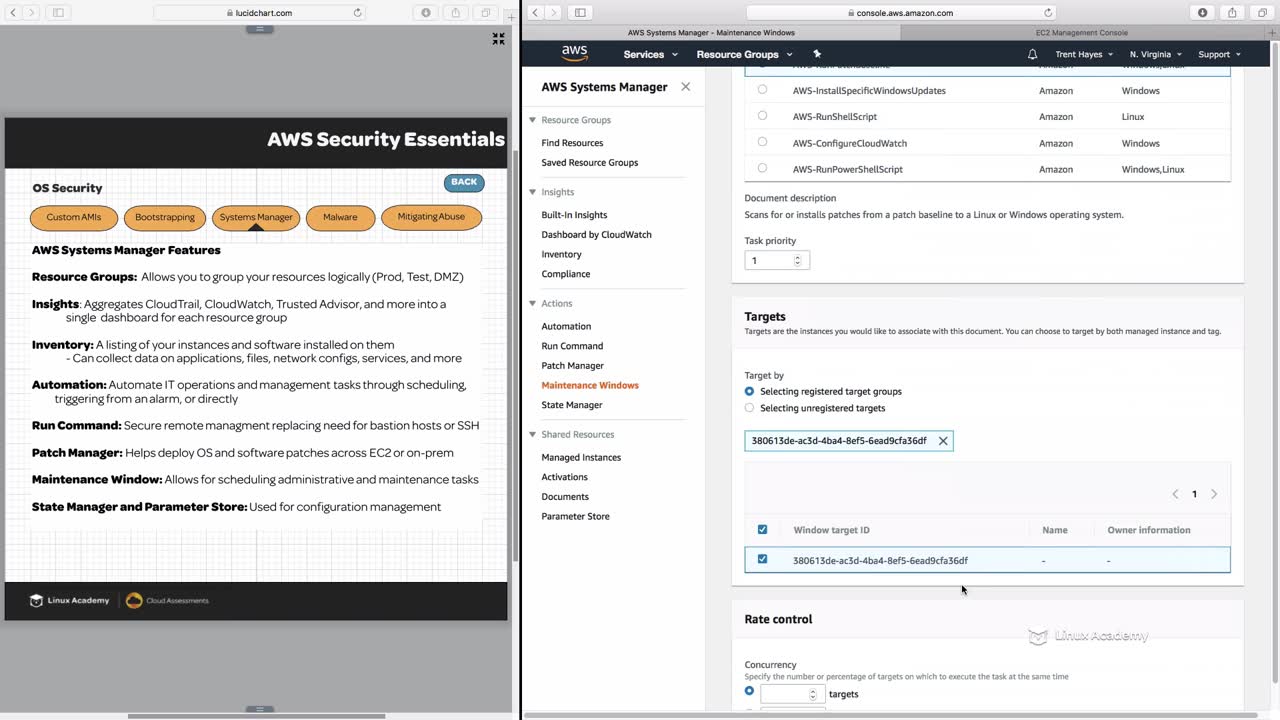 lucidchart.com
AWS Security Essentials
OS Security
BACK
Custom AMIs
Bootstrapping
Systems Manager
Malware
Mitigating Abuse
AWS Systems Manager Features
Resource Groups: Allows you to group your resources logically (Prod, Test, DMZ)
Insights: Aggregates CloudTrail, CloudWatch, Trusted Advisor, and more into a
single dashboard for each resource group
Inventory: A listing of your instances and software installed on them
- Can collect data on applications, files, network configs, services, and more
Automation: Automate IT operations and management tasks through scheduling,
triggering from an alarm, or directly
Run Command: Secure remote managment replacing need for bastion hosts or SSH
Patch Manager: Helps deploy OS and software patches across EC2 or on-prem
Maintenance Window: Allows for scheduling administrative and maintenance tasks
State Manager and Parameter Store: Used for configuration management
Linux Academy
Cloud Assessments
console.aws.amazon.com
AWS Systems Manager - Maintenance Windows
EC2 Management Console
aws
Services
Resource Groups
Trent Hayes
N. Virginia
Support
AWS Systems Manager
Resource Groups
Find Resources
Saved Resource Groups
Insights
Built-In Insights
Dashboard by CloudWatch
Inventory
Compliance
Actions
Automation
Run Command
Patch Manager
Maintenance Windows
State Manager
Shared Resources
Managed Instances
Activations
Documents
Parameter Store
AWS-InstallSpecificWindowsUpdates Amazon Windows
AWS-RunShellScript Amazon Linux
AWS-ConfigureCloudWatch Amazon Windows
AWS-RunPowerShellScript Amazon Windows,Linux
Document description
Scans for or installs patches from a patch baseline to a Linux or Windows operating system.
Task priority
1
Targets
Targets are the instances you would like to associate with this document. You can choose to target by both managed instance and tag.
Target by
Selecting registered target groups
Selecting unregistered targets
380613de-ac3d-4ba4-8ef5-6ead9cfa36df
1
Window target ID Name Owner information
380613de-ac3d-4ba4-8ef5-6ead9cfa36df - -
Rate control
Linux Academy
Concurrency
Specify the number or percentage of targets on which to execute the task at the same time
targets